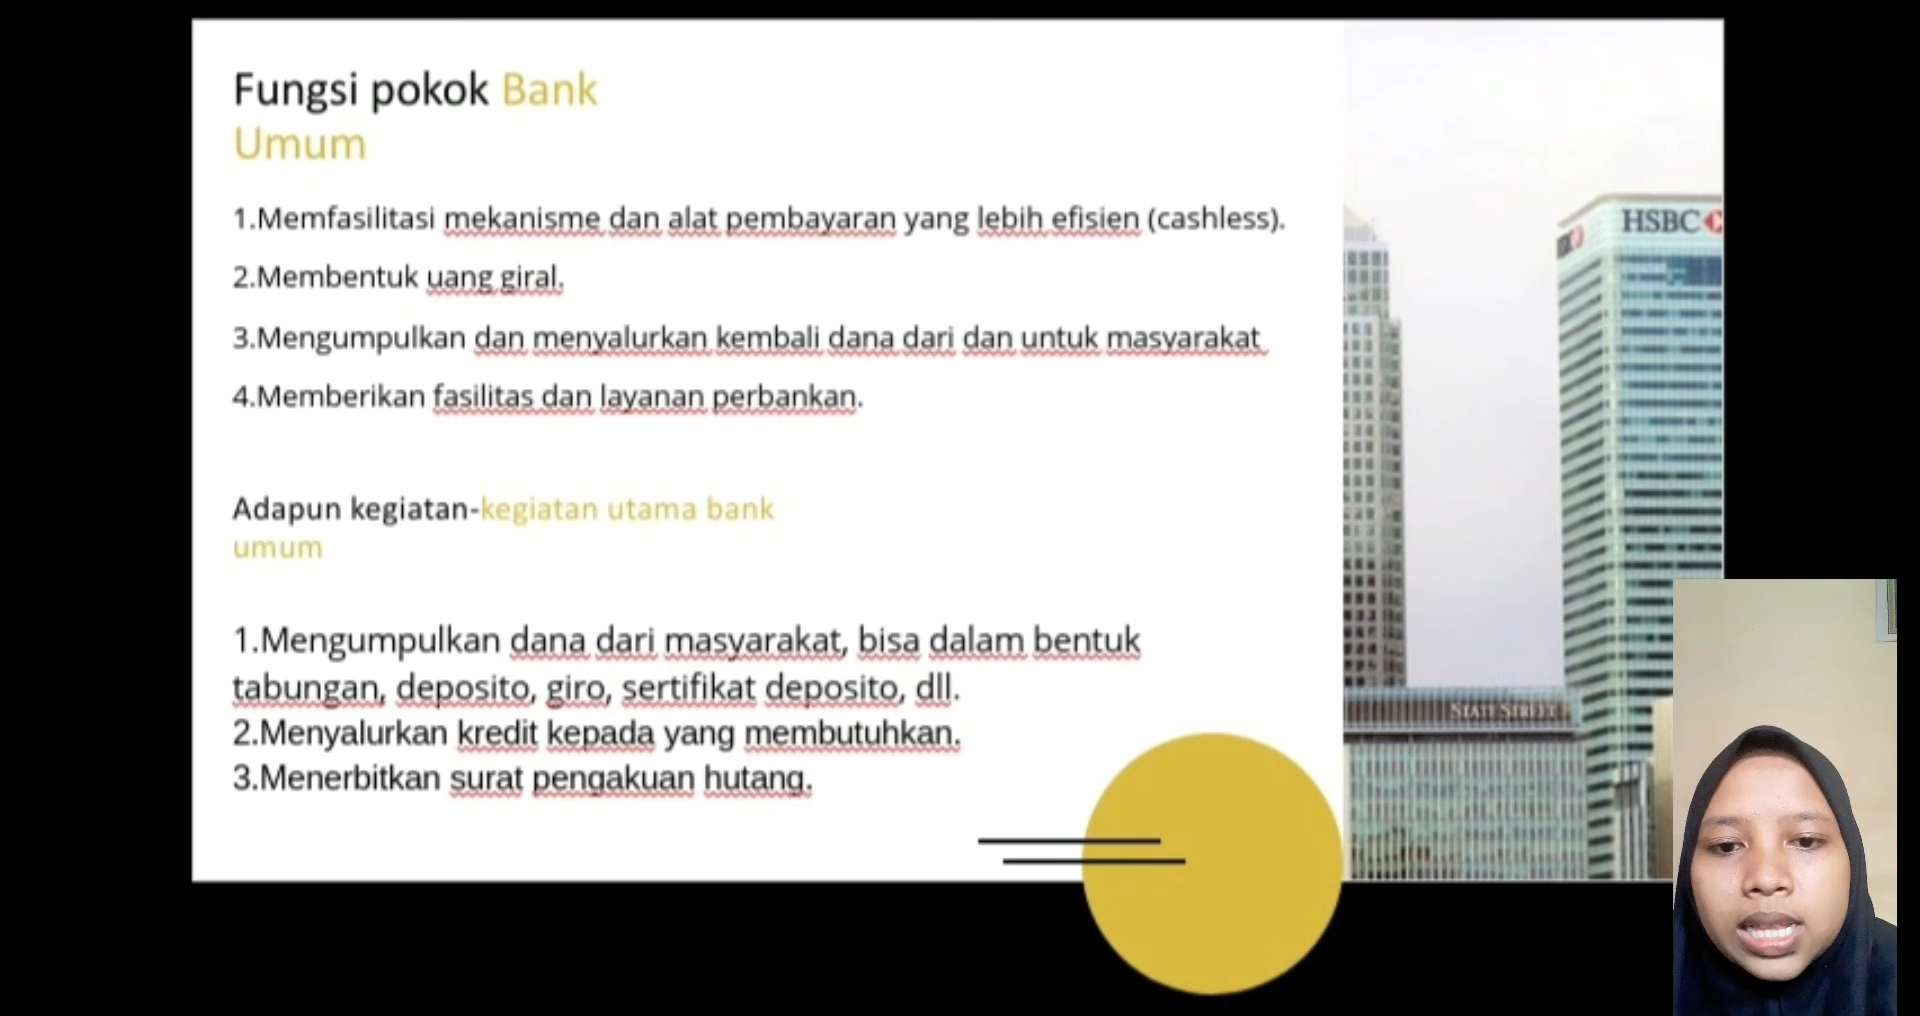 Fungsi pokok Bank
Umum
1.Memfasilitasi mekanisme dan alat pembayaran yang lebih efisien (cashless).
2.Membentuk uang giral.
3.Mengumpulkan dan menyalurkan kembali dana dari dan untuk masyarakat
4.Memberikan fasilitas dan layanan perbankan.
Adapun kegiatan-kegiatan utama bank
umum
1.Mengumpulkan dana dari masyarakat, bisa dalam bentuk
tabungan, deposito, giro, sertifikat deposito, dll.
2.Menyalurkan kredit kepada yang membutuhkan.
3.Menerbitkan surat pengakuan hutang.
HSBC
STATE STREET